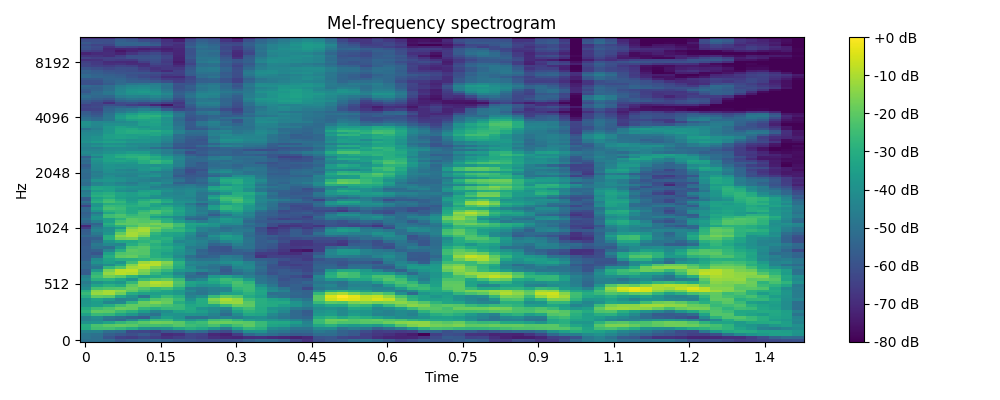 Mel-frequency spectrogram
Hz
8192
4096
2048
1024
512
0
0 0.15 0.3 0.45 0.6 0.75 0.9 1.1 1.2 1.4
Time
+0 dB
-10 dB
-20 dB
-30 dB
-40 dB
-50 dB
-60 dB
-70 dB
-80 dB